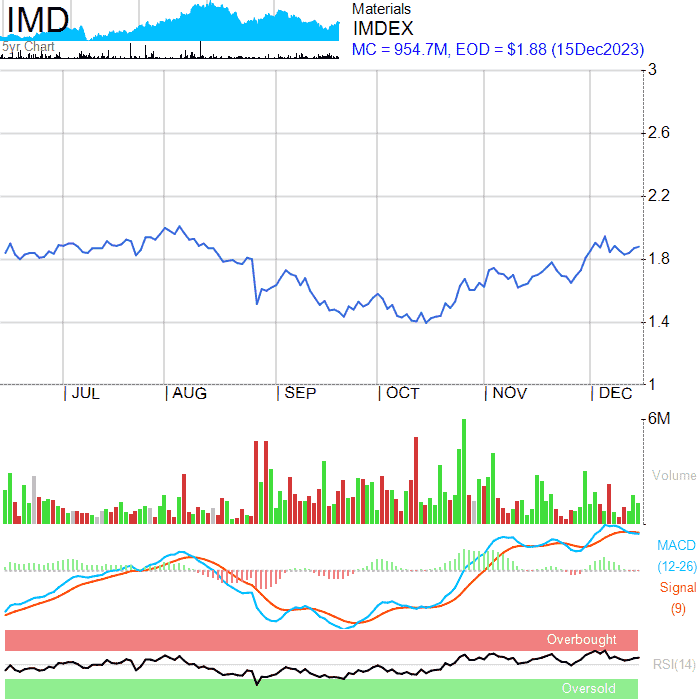 IMD
5yr. Chart
Materials
IMDEX
MC = 954.7M, EOD = $1.88 (15Dec2023)
3
2.6
2.2
1.8
1.4
1
JUL AUG SEP OCT NOV DEC
6M
Volume
MACD
(12-26)
Signal
(9)
Overbought
RSI(14)
Oversold